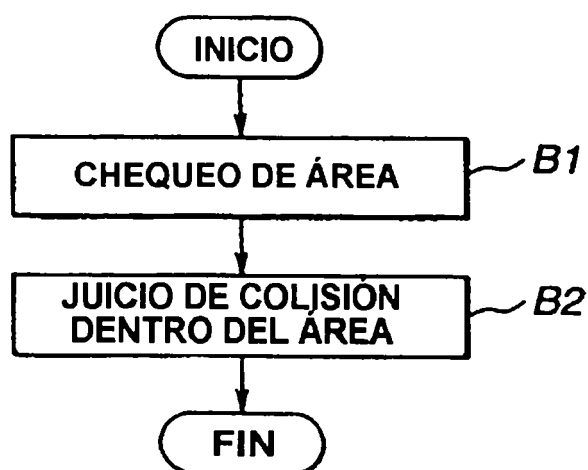 INICIO
CHEQUEO DE ÁREA
B1
JUICIO DE COLISIÓN
DENTRO DEL ÁREA
B2
FIN